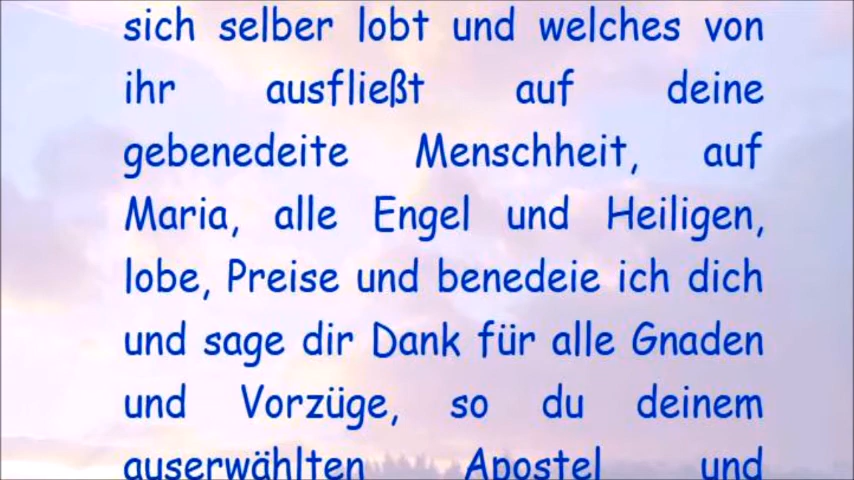 sich selber lobt und welches von
ihr ausfließt auf deine
gebenedeite Menschheit, auf
Maria, alle Engel und Heiligen,
lobe, Preise und benedeie ich dich
und sage dir Dank für alle Gnaden
und Vorzüge, so du deinem
auserwählten Apostel und